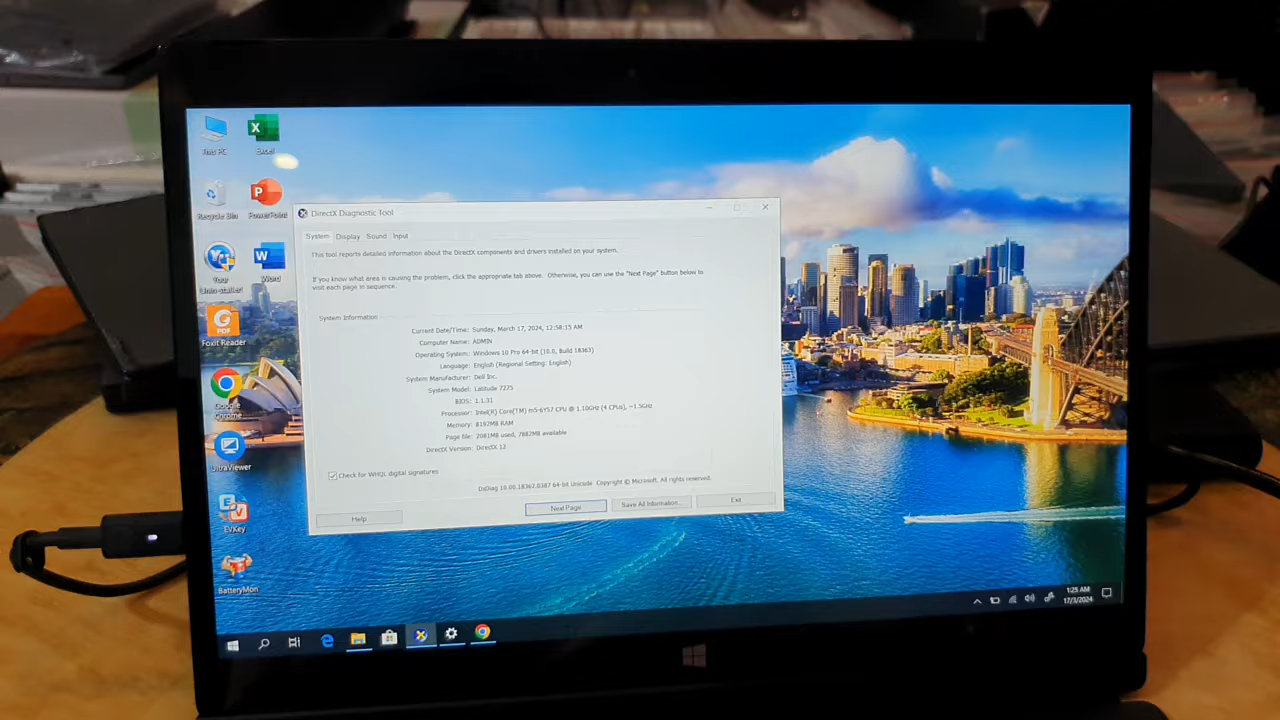 This PC
Excel
Recycle Bin
PowerPoint
Your
Unin-staller!
Word
Foxit Reader
Google
Chrome
UltraViewer
EVKey
BatteryMon
DirectX Diagnostic Tool
System Display Sound Input
This tool reports detailed information about the DirectX components and drivers installed on your system.
If you know what area is causing the problem, click the appropriate tab above. Otherwise, you can use the "Next Page" button below to
visit each page in sequence.
System Information
Current Date/Time: Sunday, March 17, 2024, 12:58:15 AM
Computer Name: ADMIN
Operating System: Windows 10 Pro 64-bit (10.0, Build 18363)
Language: English (Regional Setting: English)
System Manufacturer: Dell Inc.
System Model: Latitude 7275
BIOS: 1.1.31
Processor: Intel(R) Core(TM) m5-6Y57 CPU @ 1.10GHz (4 CPUs), ~1.5GHz
Memory: 8192MB RAM
Page file: 2081MB used, 7882MB available
DirectX Version: DirectX 12
Check for WHQL digital signatures
DxDiag 10.00.18362.0387 64-bit Unicode Copyright © Microsoft. All rights reserved.
Help
Next Page
Save All Information...
Exit
1:25 AM
17/3/2024